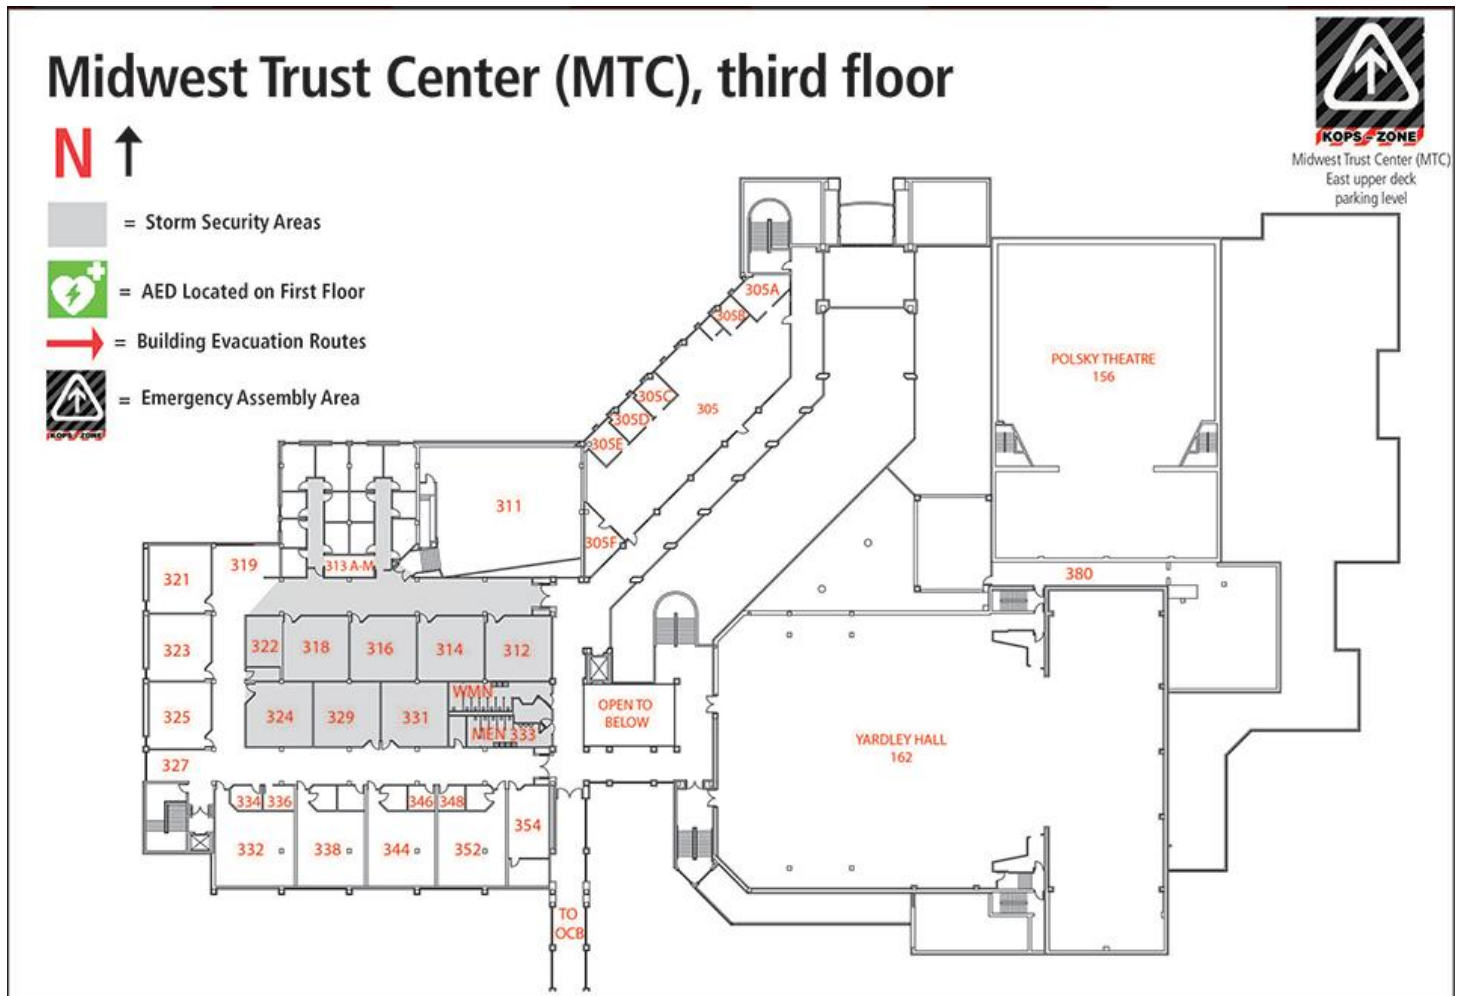 Midwest Trust Center (MTC), third floor
N
= Storm Security Areas
= AED Located on First Floor
= Building Evacuation Routes
KOPS-ZONE
= Emergency Assembly Area
KOPS-ZONE
Midwest Trust Center (MTC)
East upper deck
parking level
305A
305B
305C
305D
305E
305
305F
311
313 A-M
319
321
323
325
327
322
318
316
314
312
324
329
331
WMN
MEN 333
334
336
346
348
354
332
338
344
352
OPEN TO
BELOW
TO
OCB
POLSKY THEATRE
156
380
YARDLEY HALL
162